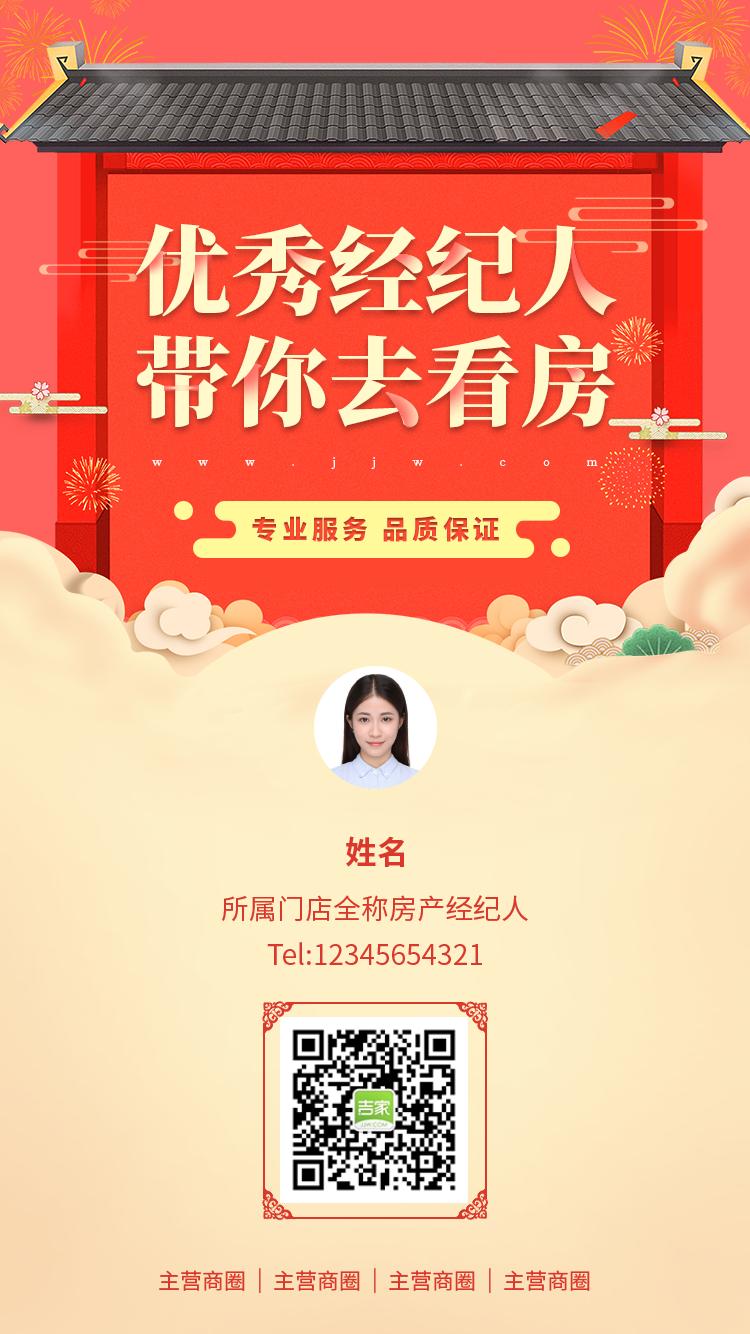 优秀经纪人
带你去看房
www.jjw.com
专业服务 品质保证
姓名
所属门店全称房产经纪人
Tel:12345654321
吉家
JJW.COM
主营商圈 | 主营商圈 | 主营商圈 | 主营商圈